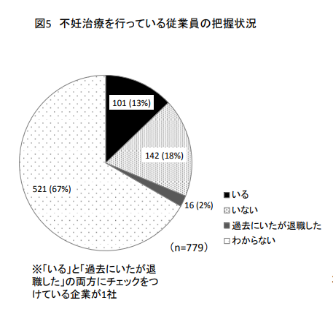 図5 不妊治療を行っている従業員の把握状況
101 (13%)
142 (18%)
521 (67%)
16 (2%)
■いる
いない
■過去にいたが退職した
□わからない
（n=779）
※「いる」と「過去にいたが退
職した」の両方にチェックをつ
けている企業が1社